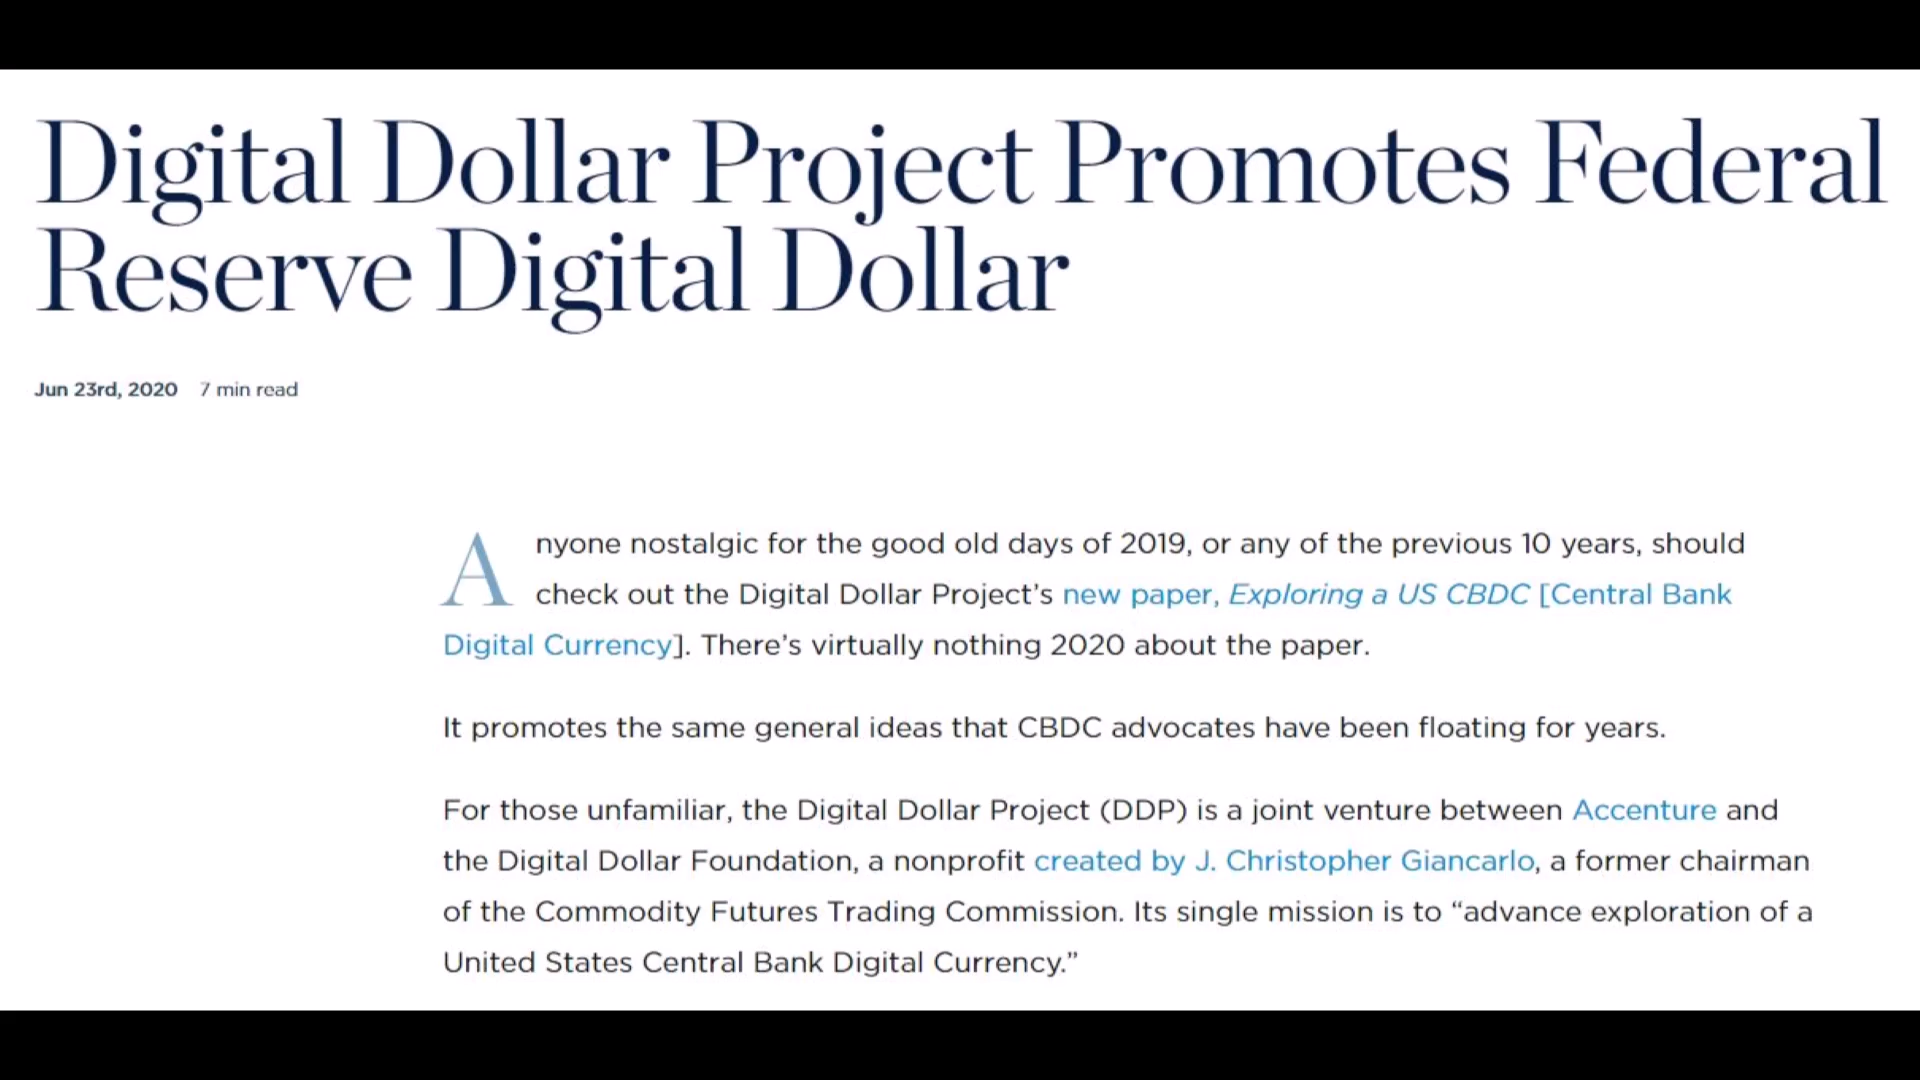 Digital Dollar Project Promotes Federal
Reserve Digital Dollar
Jun 23rd, 2020 7 min read
Anyone nostalgic for the good old days of 2019, or any of the previous 10 years, should
check out the Digital Dollar Project’s new paper, Exploring a US CBDC [Central Bank
Digital Currency]. There’s virtually nothing 2020 about the paper.
It promotes the same general ideas that CBDC advocates have been floating for years.
For those unfamiliar, the Digital Dollar Project (DDP) is a joint venture between Accenture and
the Digital Dollar Foundation, a nonprofit created by J. Christopher Giancarlo, a former chairman
of the Commodity Futures Trading Commission. Its single mission is to “advance exploration of a
United States Central Bank Digital Currency.”